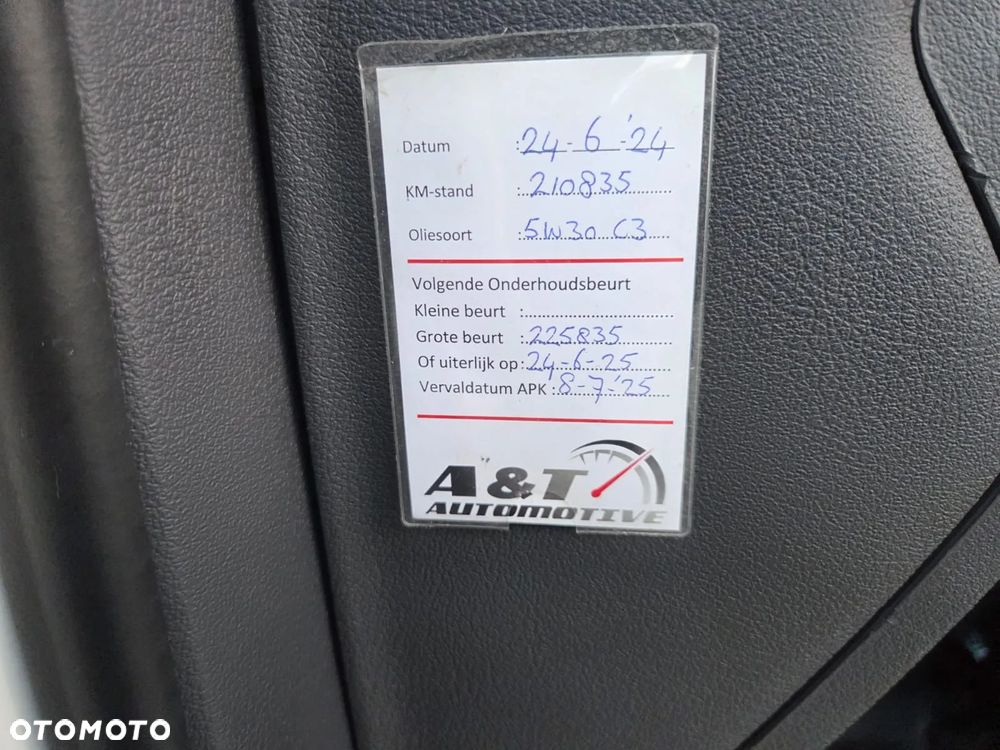 Datum : 24-6-'24
KM-stand : 210835
Oliesoort : 5W30 C3
Volgende Onderhoudsbeurt
Kleine beurt :
Grote beurt : 225835
Of uiterlijk op: 24-6-25
Vervaldatum APK : 8-7-'25
A&T
AUTOMOTIVE
OTOMOTO